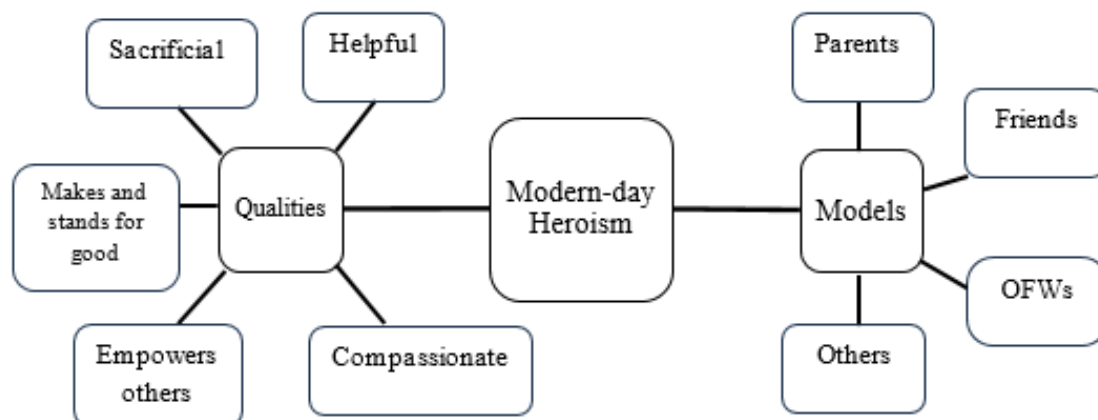 Sacrificial
Helpful
Makes and
stands for
good
Qualities
Empowers
others
Compassionate
Modern-day
Heroism
Parents
Friends
Models
OFWs
Others